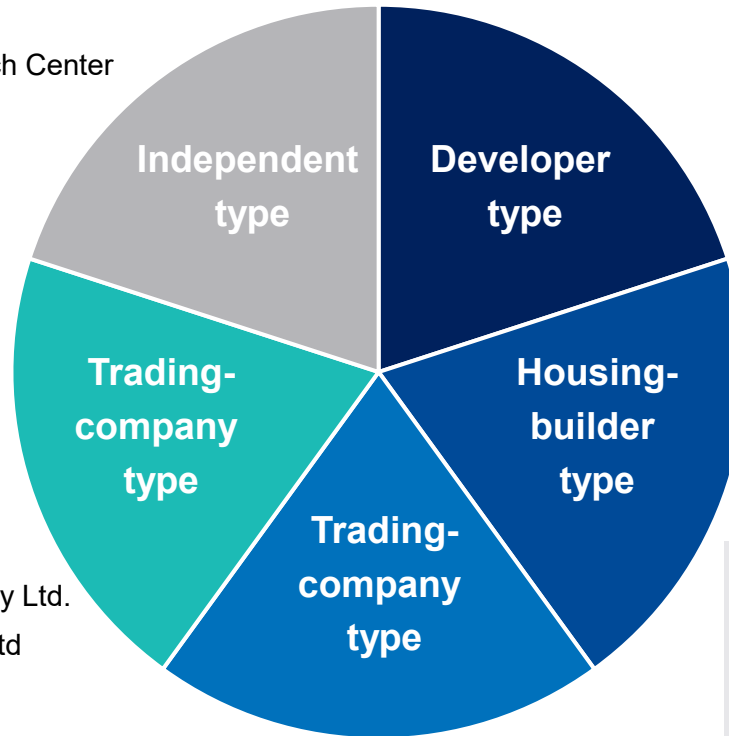 ch Center
Independent
type
Developer
type
Trading-
company
type
Housing-
builder
type
Trading-
company
type
y Ltd.
td